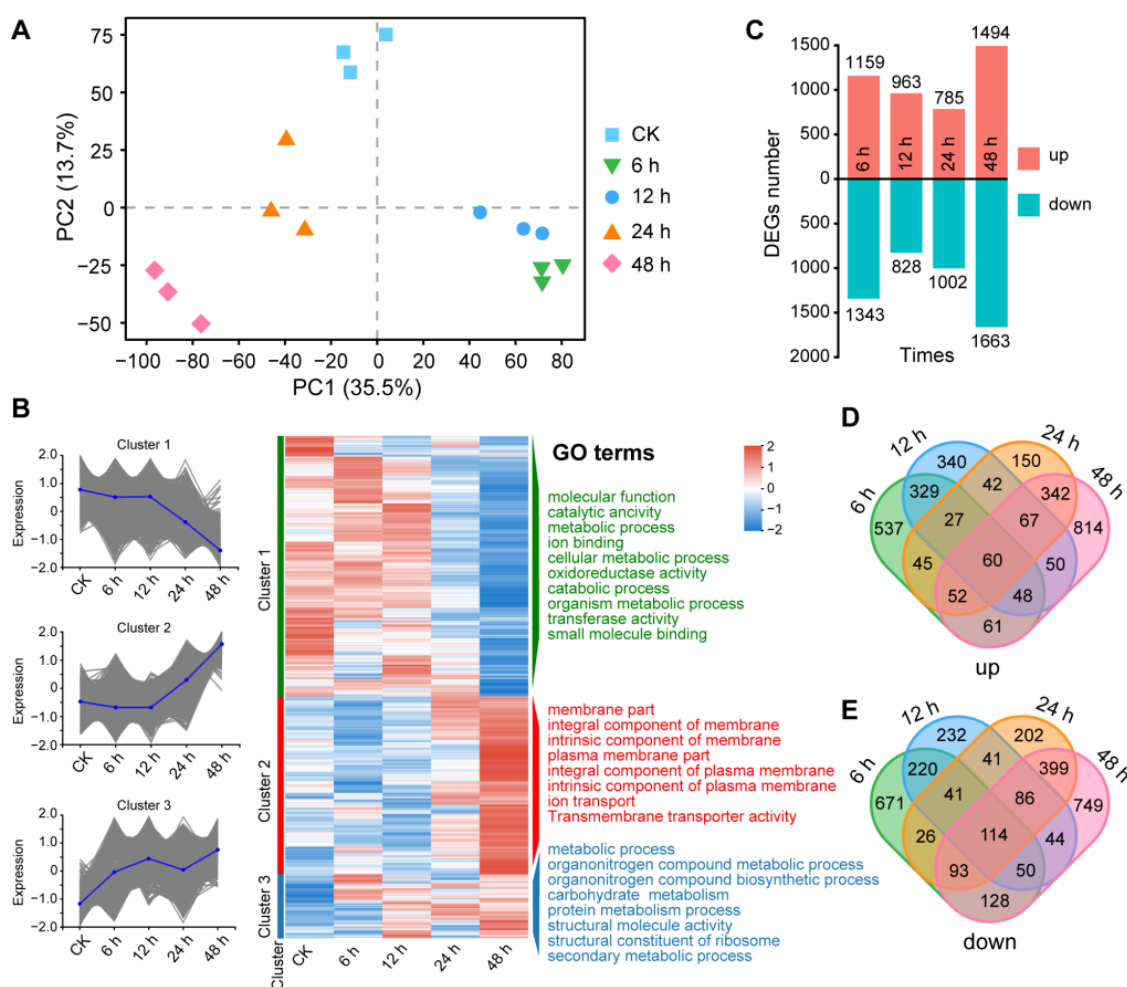 A
75
50
25
0
−25
−50
PC2 (13.7%)
−100 −80 −60 −40 −20 0 20 40 60 80
PC1 (35.5%)
CK
6 h
12 h
24 h
48 h
C
1500
1000
500
0
500
1000
1500
2000
DEGs number
1159
963
785
1494
6 h
12 h
24 h
48 h
1343
828
1002
1663
Times
up
down
B
Cluster 1
2.0
1.0
0
−1.0
−2.0
Expression
CK 6 h 12 h 24 h 48 h
Cluster 2
2.0
1.0
0
−1.0
−2.0
Expression
CK 6 h 12 h 24 h 48 h
Cluster 3
2.0
1.0
0
−1.0
−2.0
Expression
CK 6 h 12 h 24 h 48 h
Cluster 1
Cluster 2
Cluster 3
Cluster
CK 6 h 12 h 24 h 48 h
GO terms
2
1
0
−1
−2
molecular function
catalytic ancivity
metabolic process
ion binding
cellular metabolic process
oxidoreductase activity
catabolic process
organism metabolic process
transferase activity
small molecule binding
membrane part
integral component of membrane
intrinsic component of membrane
plasma membrane part
integral component of plasma membrane
intrinsic component of plasma membrane
ion transport
Transmembrane transporter activity
metabolic process
organonitrogen compound metabolic process
organonitrogen compound biosynthetic process
carbohydrate metabolism
protein metabolism process
structural molecule activity
structural constituent of ribosome
secondary metabolic process
D
6 h
12 h
24 h
48 h
340 150
329 42 342
537 27 67 814
45 60 50
52 48
61
up
E
6 h
12 h
24 h
48 h
232 202
220 41 399
671 41 86 749
26 114 44
93 50
128
down